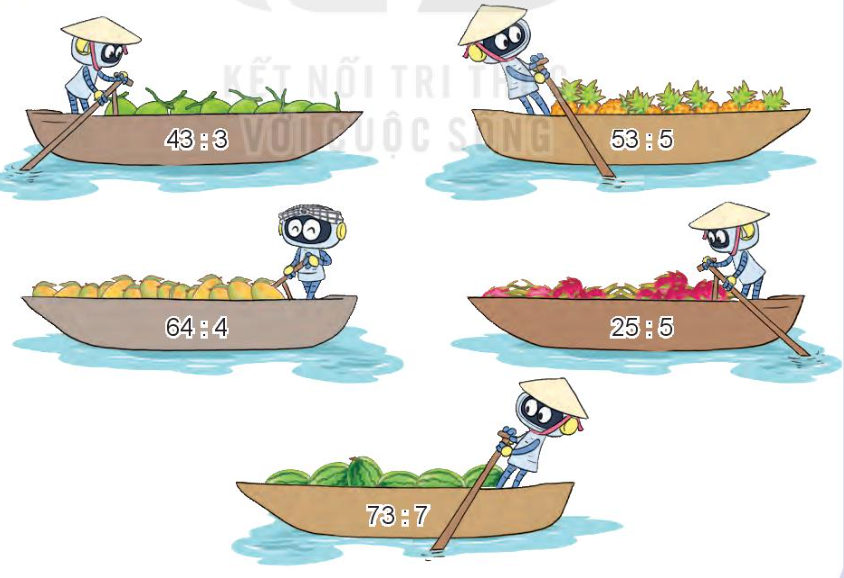 KẾT NỐI TRI THỨC
VỚI CUỘC SỐNG
43 : 3
53 : 5
64 : 4
25 : 5
73 : 7